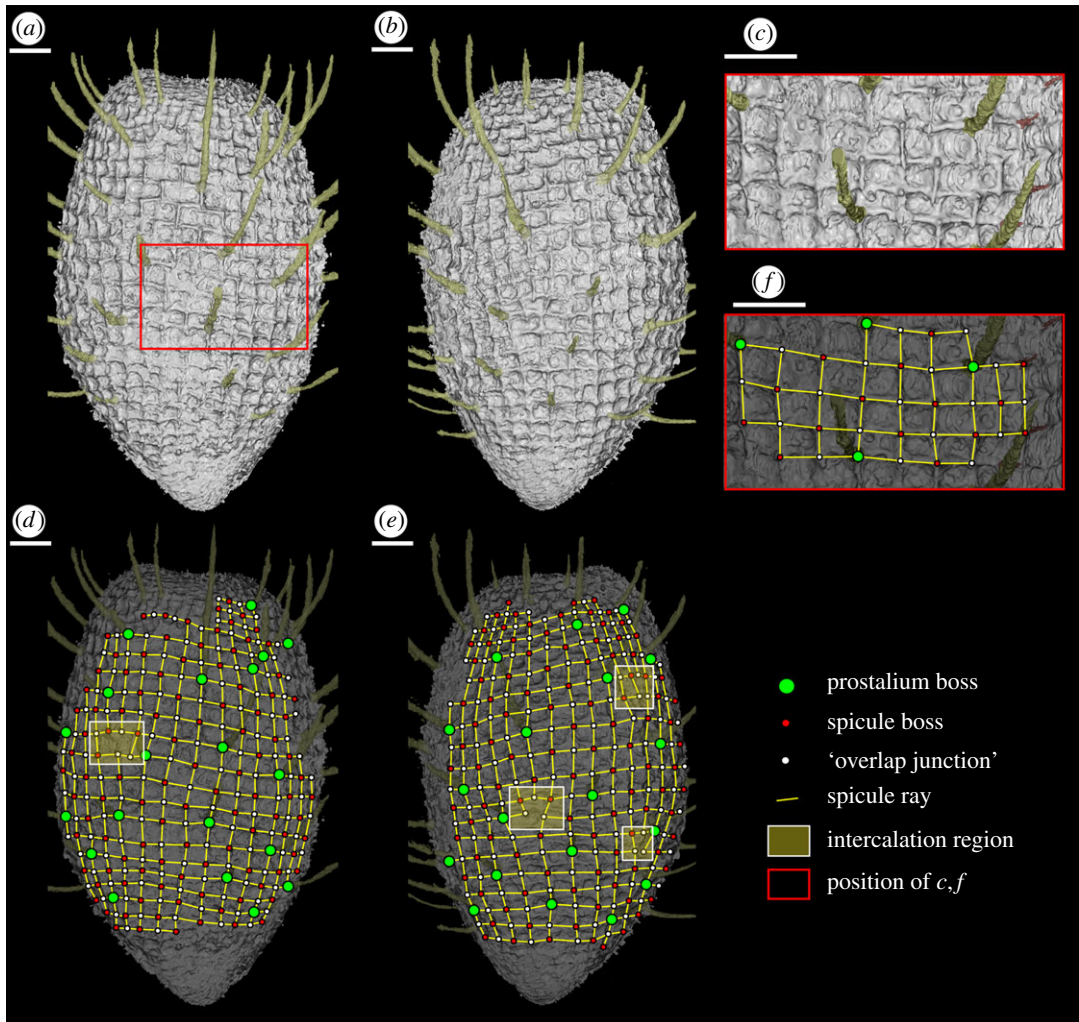 (a)
(b)
(c)
(f)
(d)
(e)
prostalium boss
spicule boss
‘overlap junction’
spicule ray
intercalation region
position of c,f